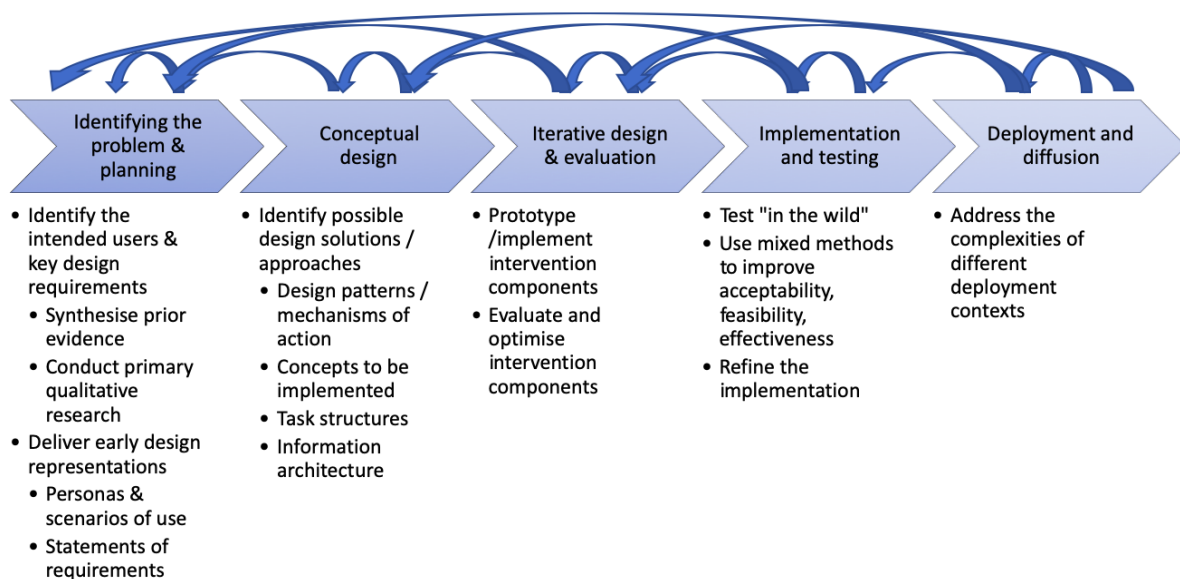 Identifying the
problem &
planning
Conceptual
design
Iterative design
& evaluation
Implementation
and testing
Deployment and
diffusion
• Identify the
intended users &
key design
requirements
• Synthesise prior
evidence
• Conduct primary
qualitative
research
• Deliver early design
representations
• Personas &
scenarios of use
• Statements of
requirements
• Identify possible
design solutions /
approaches
• Design patterns /
mechanisms of
action
• Concepts to be
implemented
• Task structures
• Information
architecture
• Prototype
/implement
intervention
components
• Evaluate and
optimise
intervention
components
• Test "in the wild"
• Use mixed methods
to improve
acceptability,
feasibility,
effectiveness
• Refine the
implementation
• Address the
complexities of
different
deployment
contexts